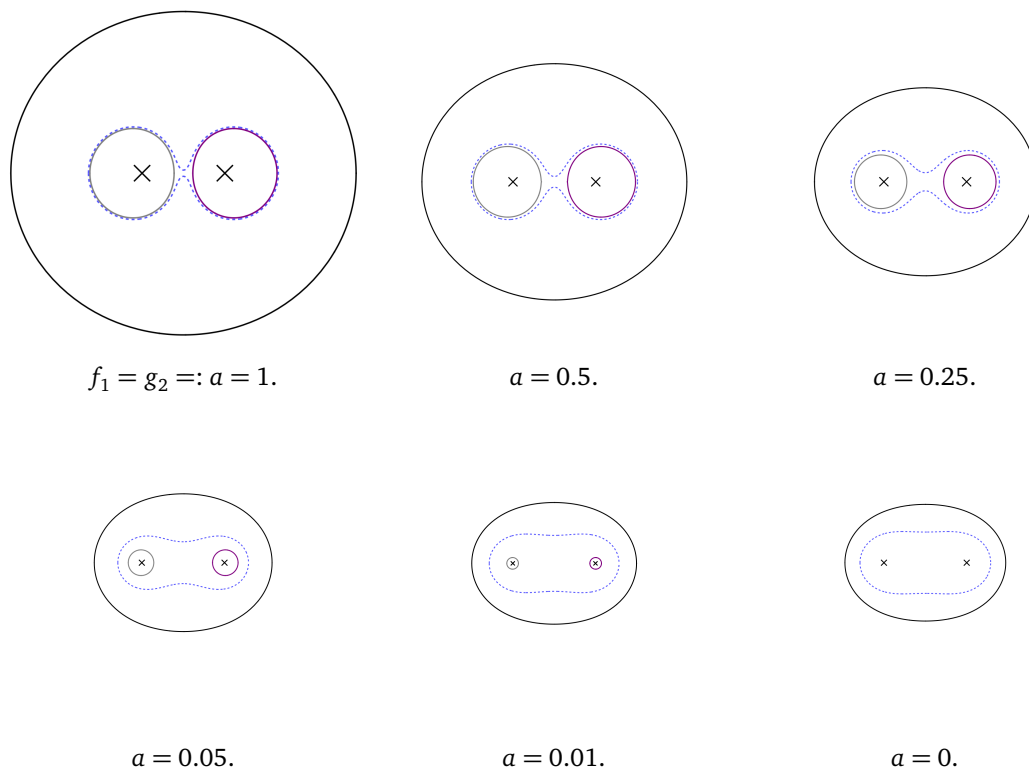 f₁ = g₂ =: a = 1.
a = 0.5.
a = 0.25.
a = 0.05.
a = 0.01.
a = 0.